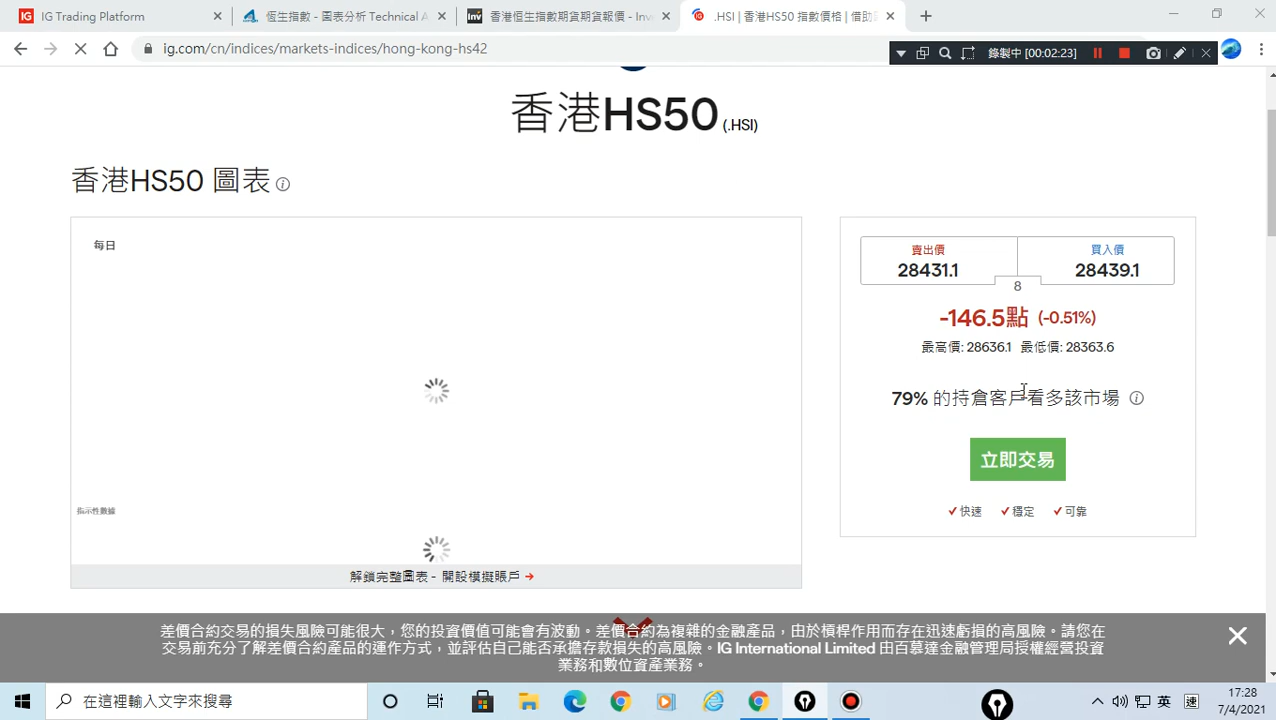 IG Trading Platform
恆生指數 - 圖表分析 Technical A
香港恒生指數期貨貨報價 - Inv
.HSI | 香港HS50 指數價格 | 借助
ig.com/cn/indices/markets-indices/hong-kong-hs42
錄製中 [00:02:23]
香港HS50 (.HSI)
香港HS50 圖表
每日
賣出價
買入價
28431.1
28439.1
8
-146.5點 (-0.51%)
最高價: 28636.1 最低價: 28363.6
79% 的持倉客戶看多該市場
立即交易
快速 穩定 可靠
指示性數據
解鎖完整圖表 - 開設模擬賬戶
差價合約交易的損失風險可能很大，您的投資價值可能會有波動。差價合約為複雜的金融產品，由於槓桿作用而存在迅速虧損的高風險。請您在
交易前充分了解差價合約產品的運作方式，並評估自己能否承擔存款損失的高風險。IG International Limited 由百慕達金融管理局授權經營投資
業務和數位資產業務。
在這裡輸入文字來搜尋
英
17:28
7/4/2021